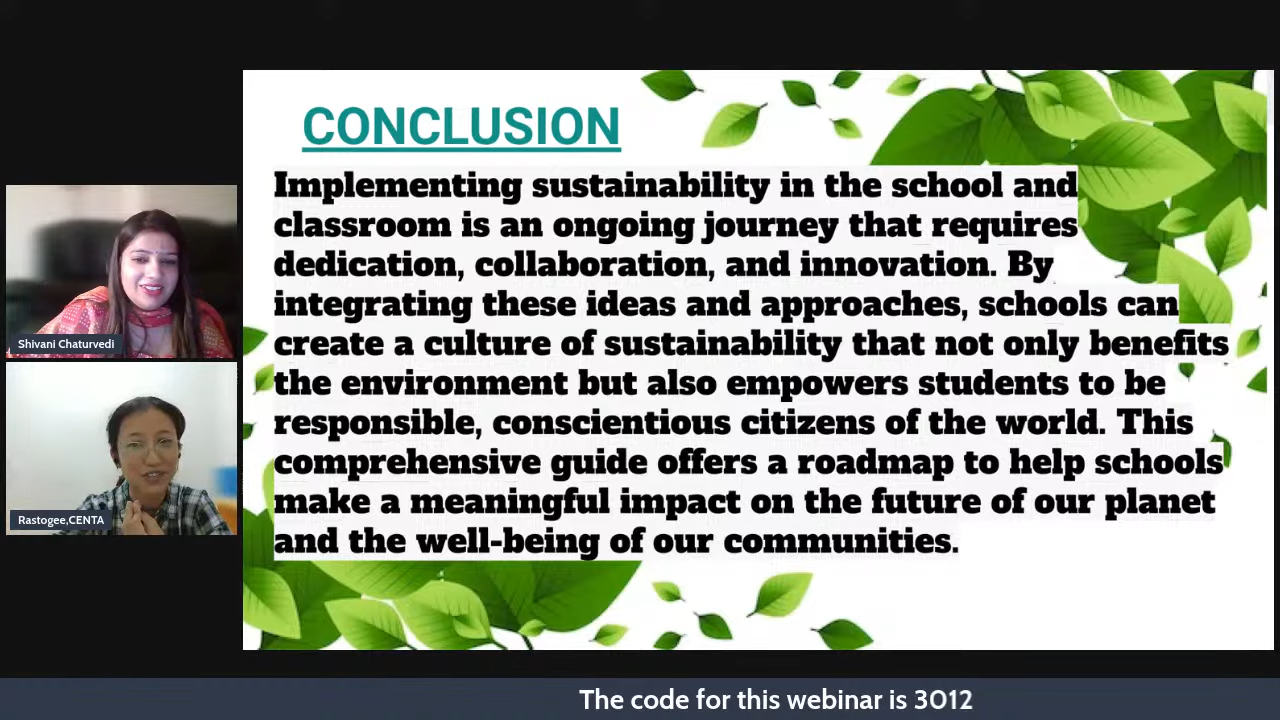 CONCLUSION
Implementing sustainability in the school and
classroom is an ongoing journey that requires
dedication, collaboration, and innovation. By
integrating these ideas and approaches, schools can
create a culture of sustainability that not only benefits
the environment but also empowers students to be
responsible, conscientious citizens of the world. This
comprehensive guide offers a roadmap to help schools
make a meaningful impact on the future of our planet
and the well-being of our communities.
Shivani Chaturvedi
Rastogee,CENTA
The code for this webinar is 3012